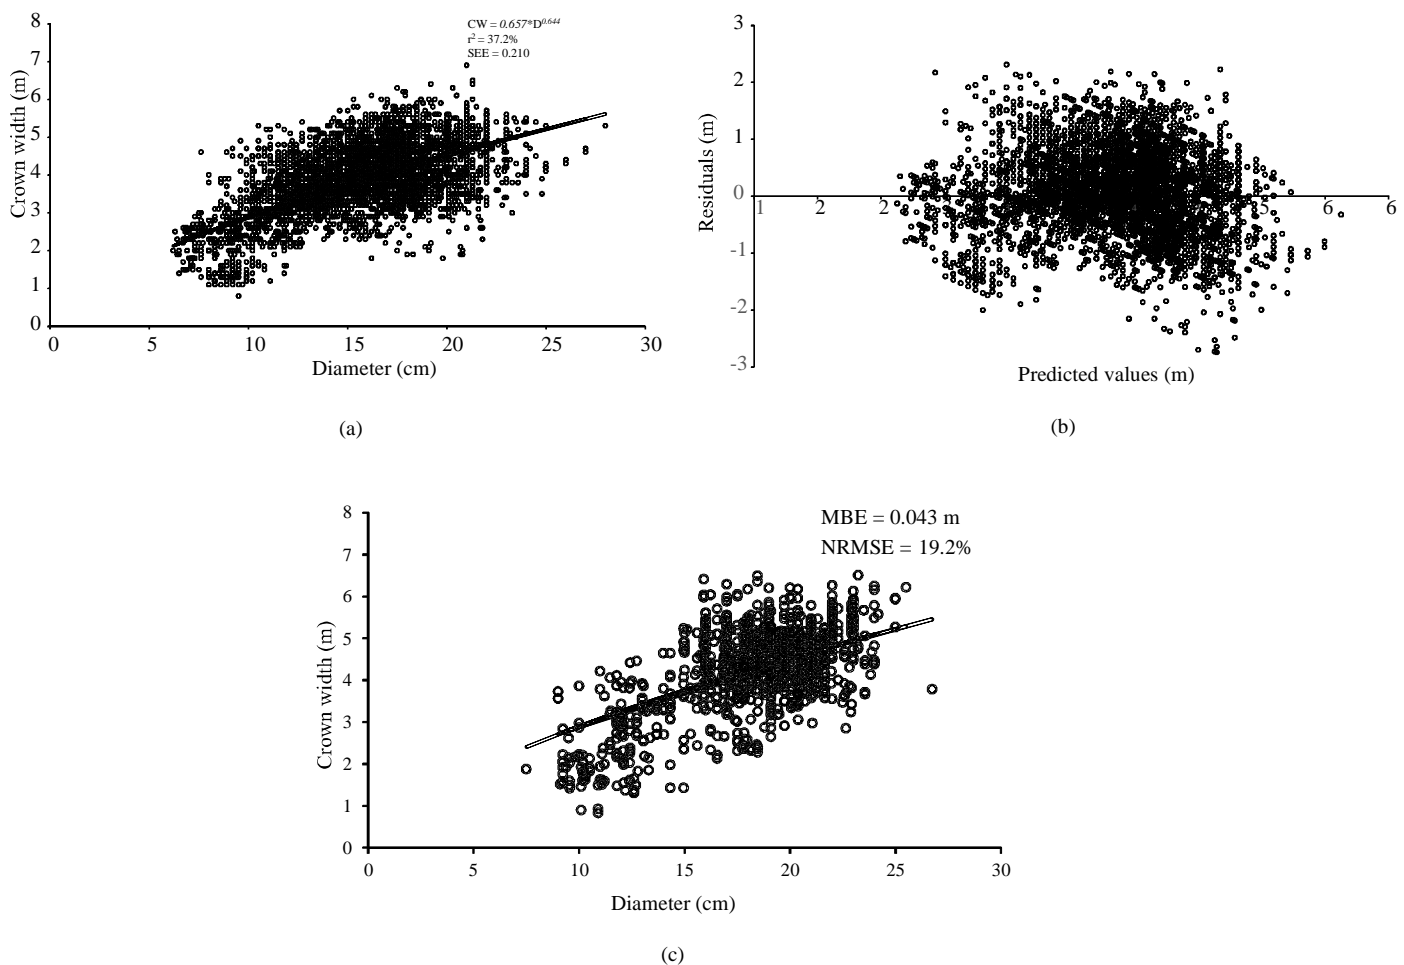 CW = 0.657*D^0.644
r² = 37.2%
SEE = 0.210
8
7
6
5
4
3
2
1
0
Crown width (m)
0 5 10 15 20 25 30
Diameter (cm)
(a)
3
2
1
0
-1
-2
-3
Residuals (m)
1 2 2 5 6 6
Predicted values (m)
(b)
MBE = 0.043 m
NRMSE = 19.2%
8
7
6
5
4
3
2
1
0
Crown width (m)
0 5 10 15 20 25 30
Diameter (cm)
(c)